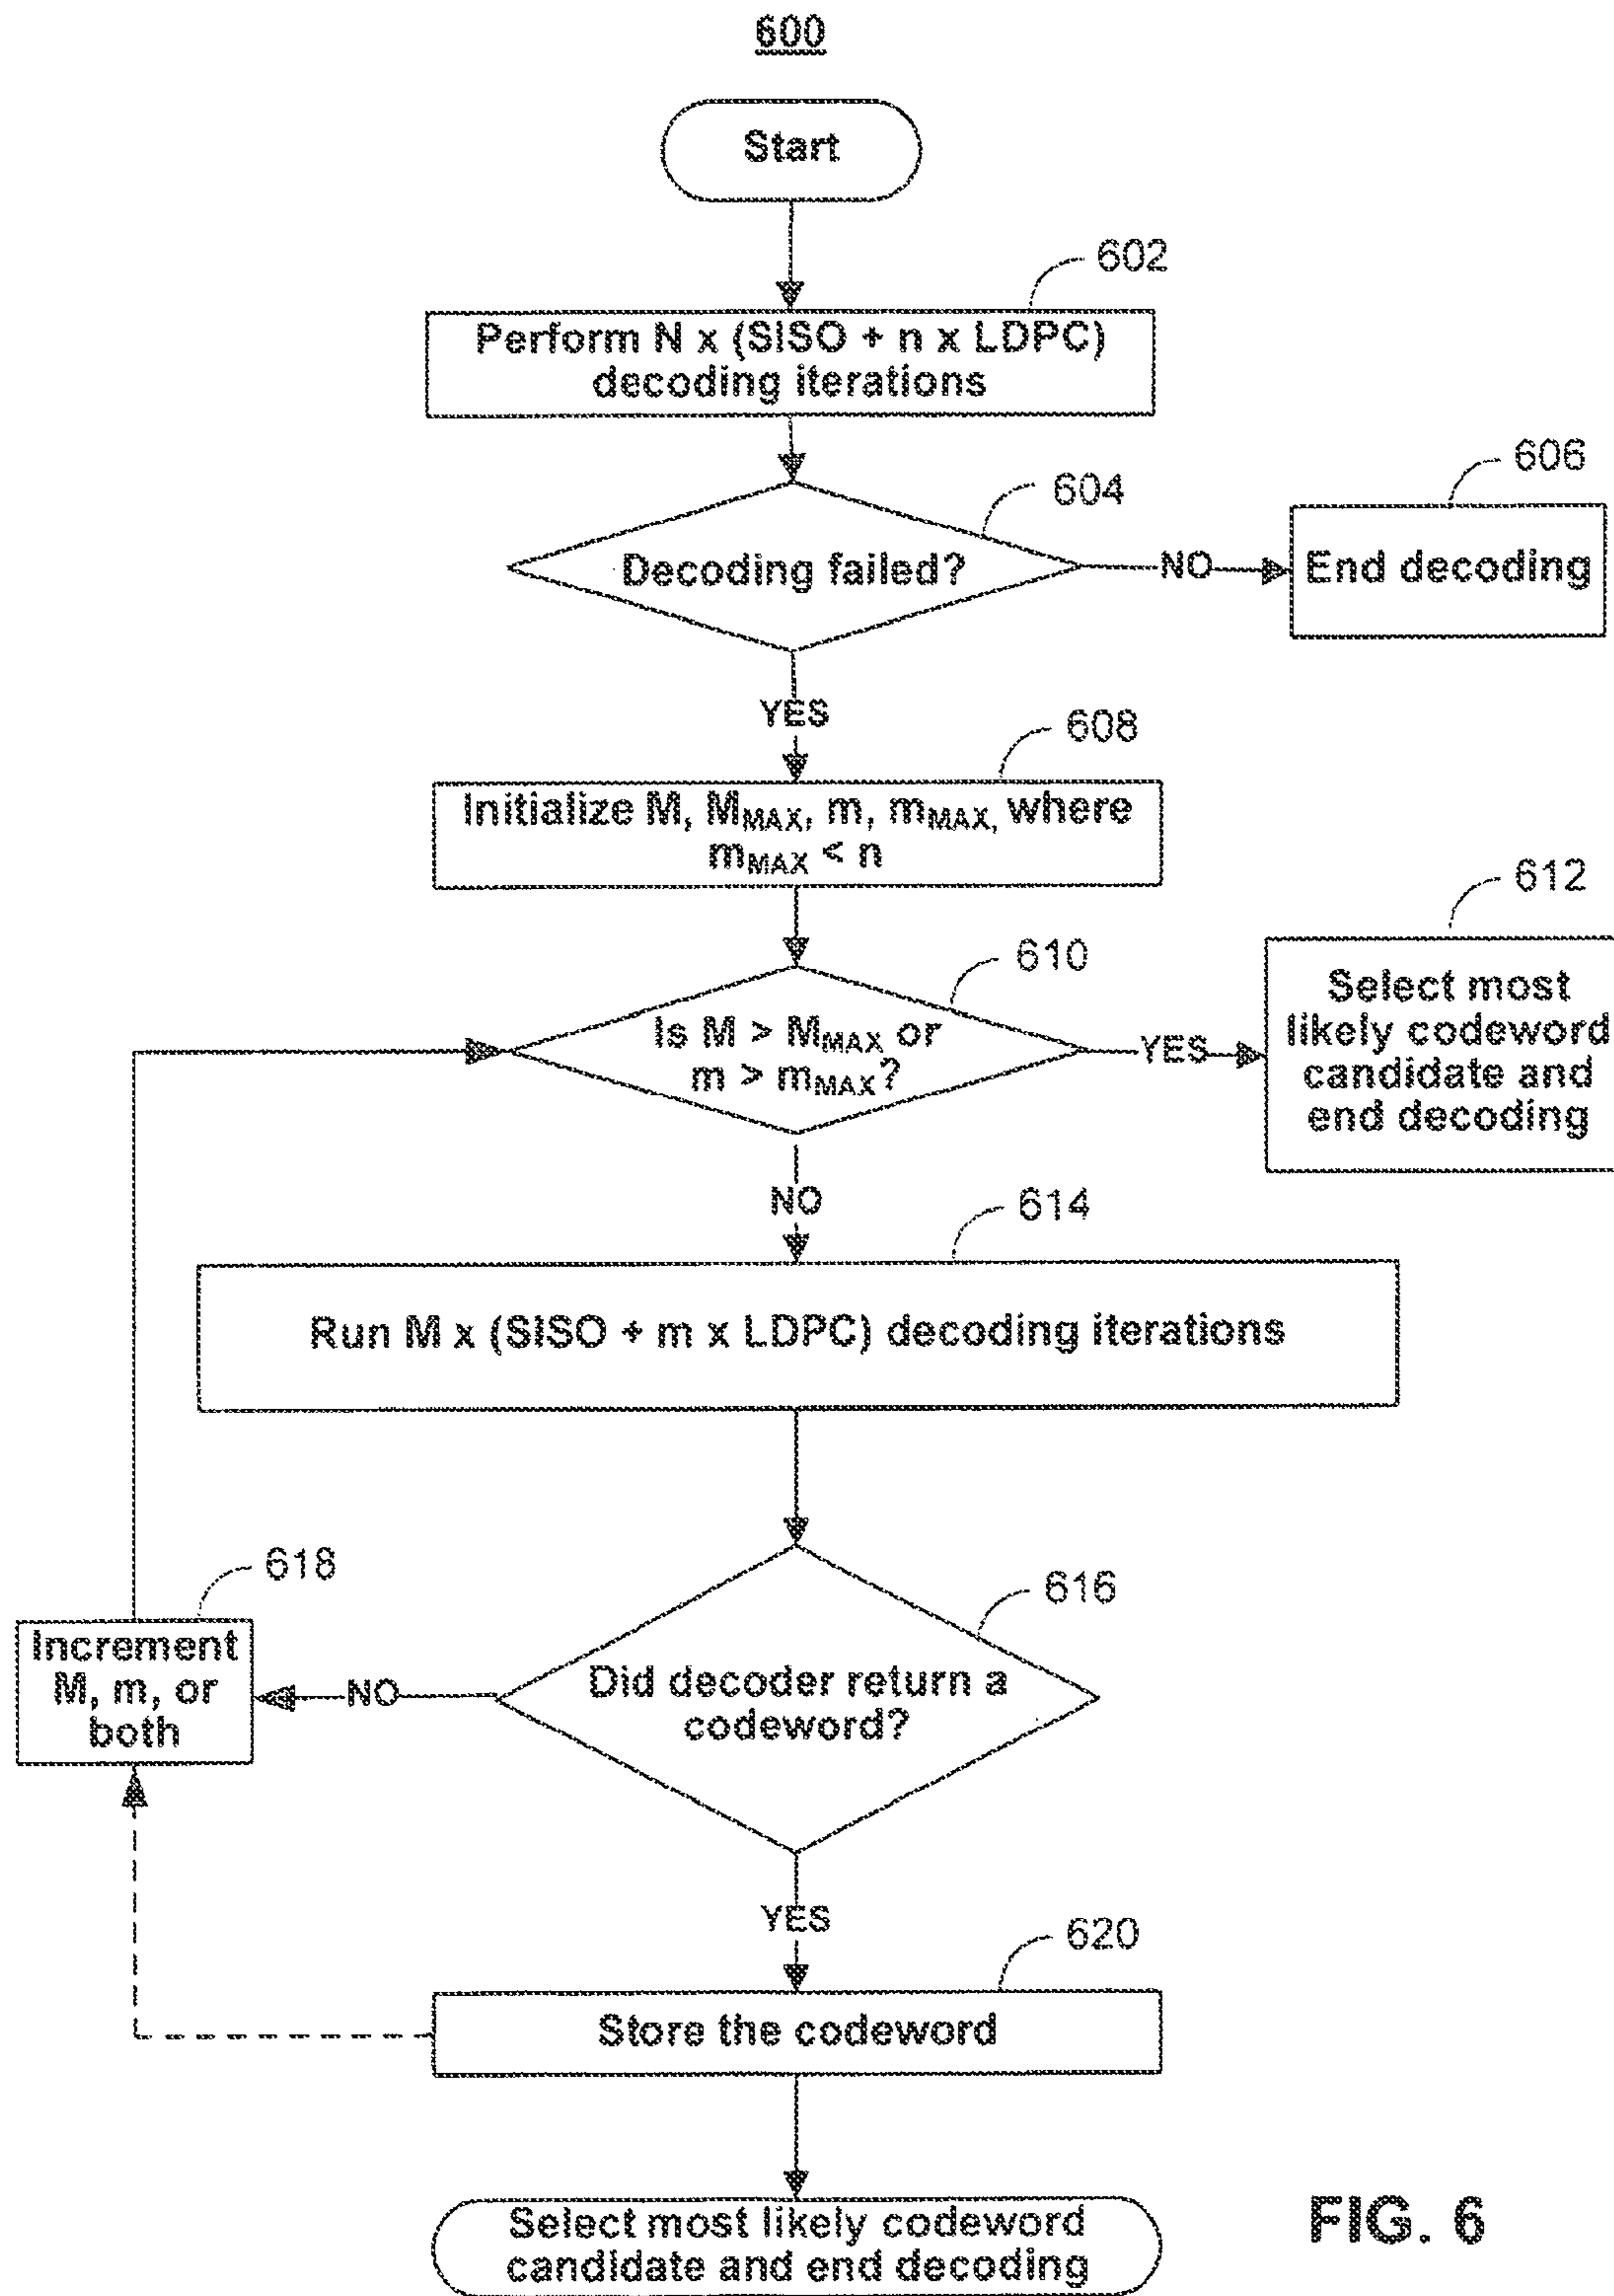 600
Start
602
Perform N x (SISO + n x LDPC)
decoding iterations
604
Decoding failed?
NO
606
End decoding
YES
608
Initialize M, MMAX, m, mMAX, where
mMAX < n
610
Is M > MMAX or
m > mMAX?
YES
612
Select most
likely codeword
candidate and
end decoding
NO
614
Run M x (SISO + m x LDPC) decoding iterations
616
Did decoder return a
codeword?
NO
618
Increment
M, m, or
both
YES
620
Store the codeword
Select most likely codeword
candidate and end decoding
FIG. 6